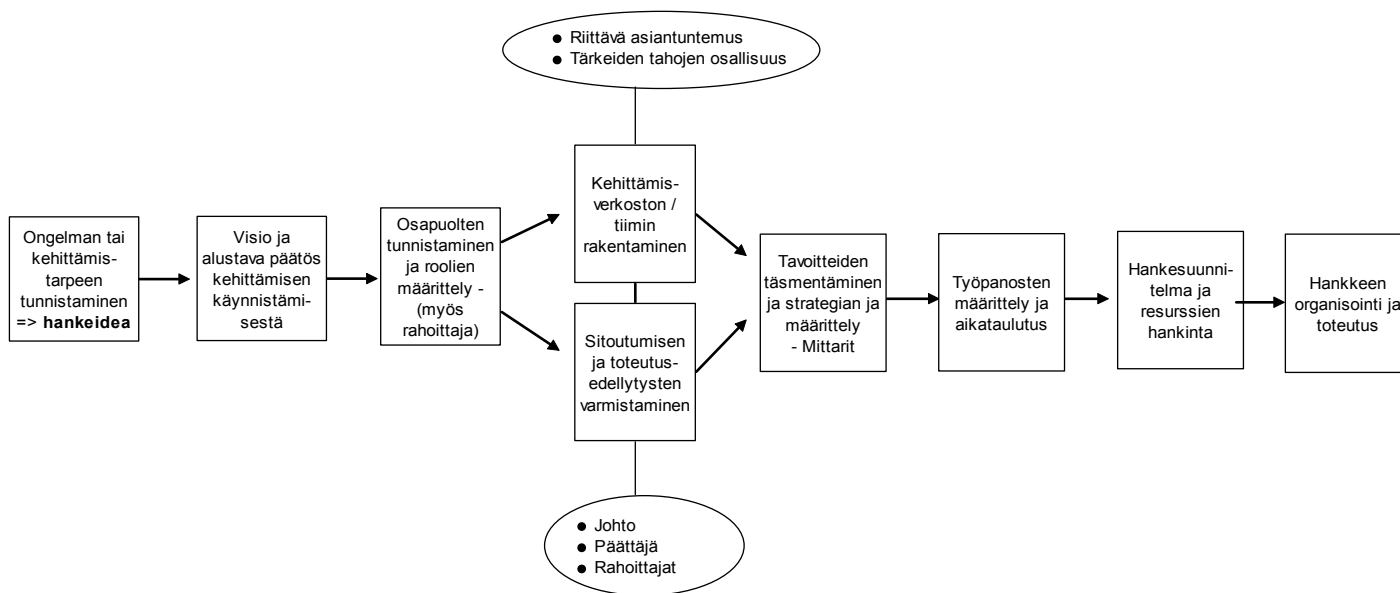 ● Riittävä asiantuntemus
● Tärkeiden tahojen osallisuus
Ongelman tai
kehittämis-
tarpeen
tunnistaminen
=> hankeidea
Visio ja
alustava päätös
kehittämisen
käynnistämi-
sestä
Osapuolten
tunnistaminen
ja roolien
määrittely -
(myös
rahoittaja)
Kehittämis-
verkoston /
tiimin
rakentaminen
Sitoutumisen
ja toteutus-
edellytysten
varmistaminen
● Johto
● Päättäjä
● Rahoittajat
Tavoitteiden
täsmentäminen
ja strategian ja
määrittely
- Mittarit
Työpanosten
määrittely ja
aikataulutus
Hankesuunni-
telma ja
resurssien
hankinta
Hankkeen
organisointi ja
toteutus